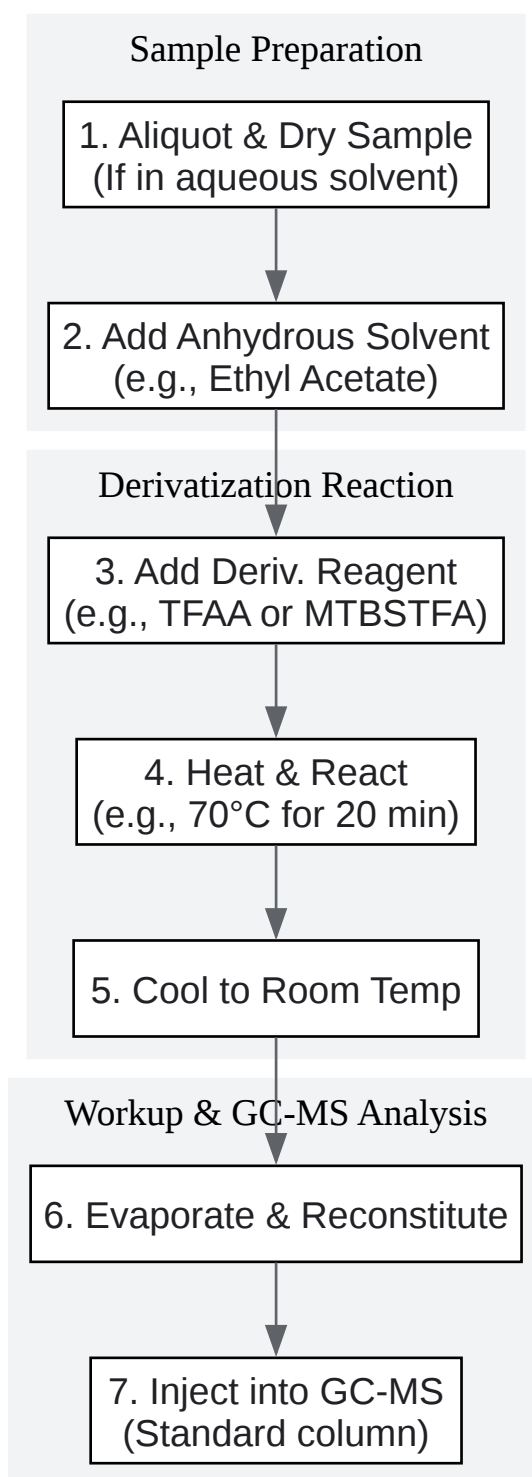 Sample Preparation
1. Aliquot & Dry Sample
(If in aqueous solvent)
2. Add Anhydrous Solvent
(e.g., Ethyl Acetate)
Derivatization Reaction
3. Add Deriv. Reagent
(e.g., TFAA or MTBSTFA)
4. Heat & React
(e.g., 70°C for 20 min)
5. Cool to Room Temp
Workup & GC-MS Analysis
6. Evaporate & Reconstitute
7. Inject into GC-MS
(Standard column)